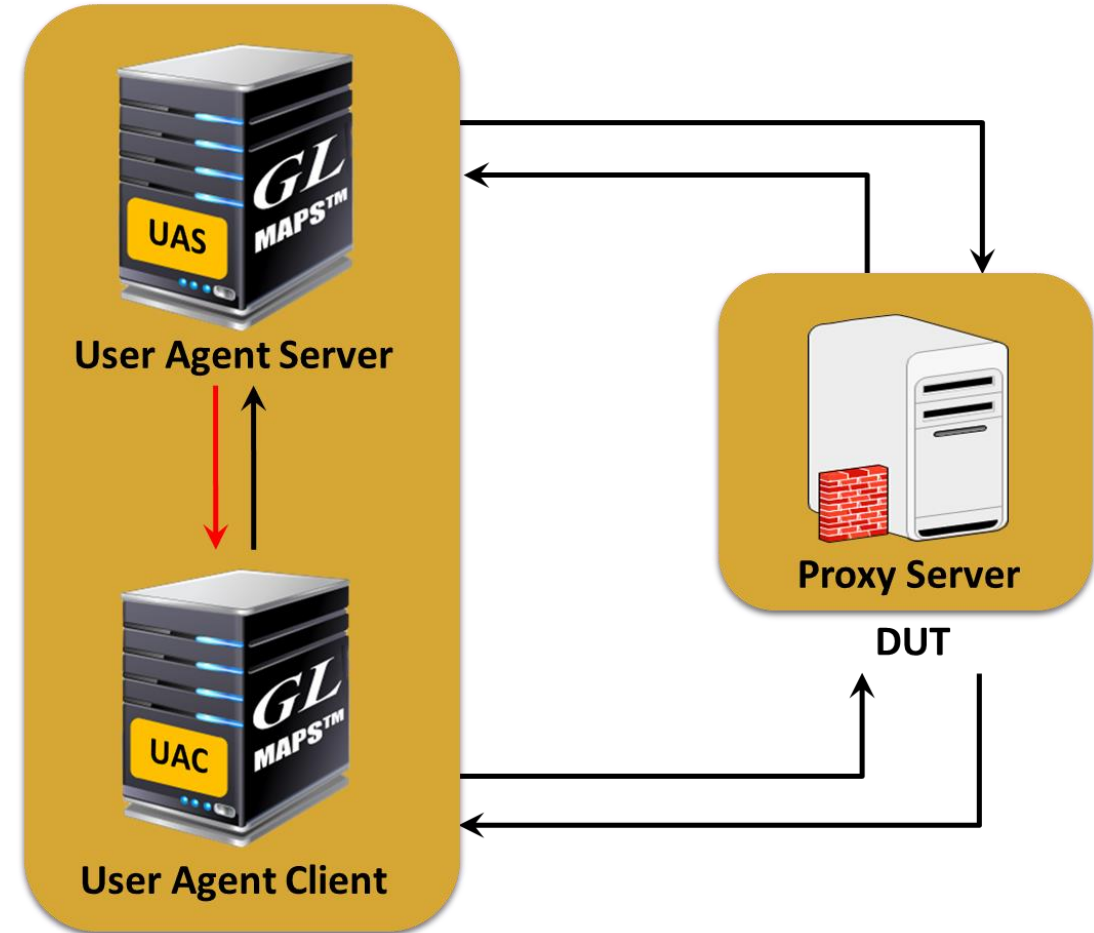 GL
MAPS™
UAS
User Agent Server
GL
MAPS™
UAC
User Agent Client
Proxy Server
DUT